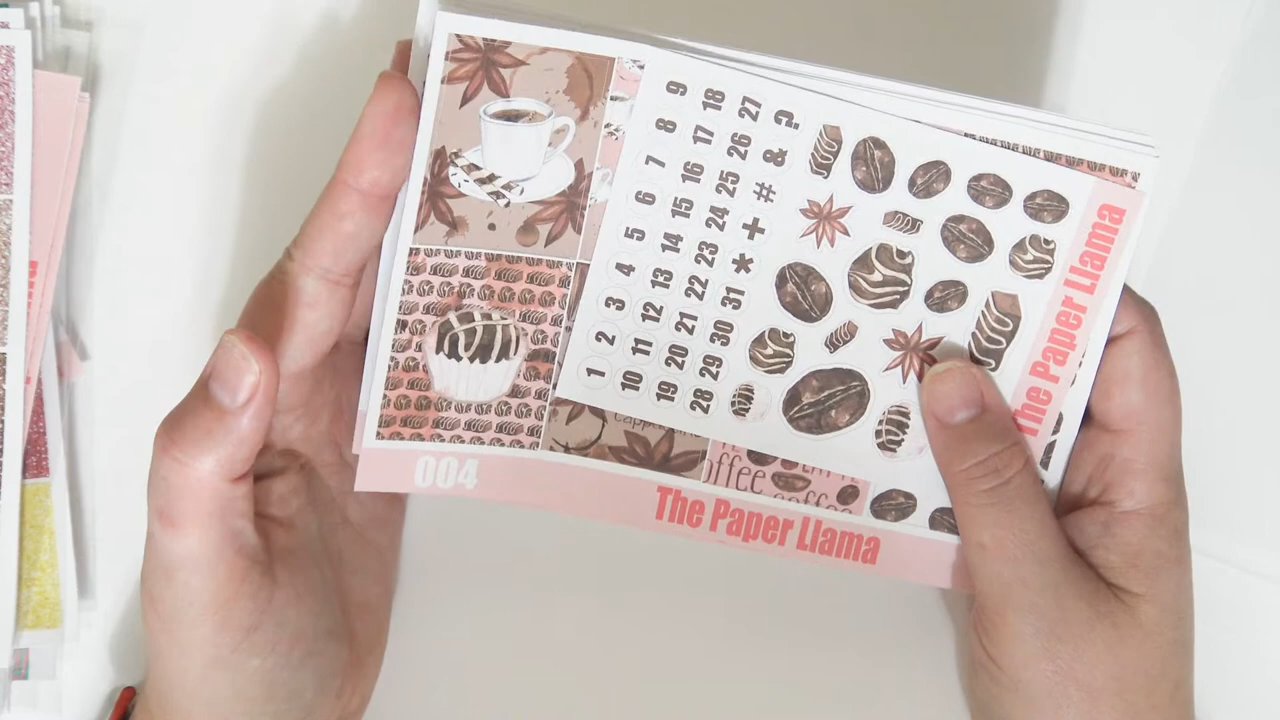 9 18 27 ?
8 17 26 &
7 16 25 #
6 15 24 +
5 14 23 *
4 13 22 31
3 12 21 30
2 11 20 29
1 10 19 28
The Paper Llama
offee
coffee
004
The Paper Llama